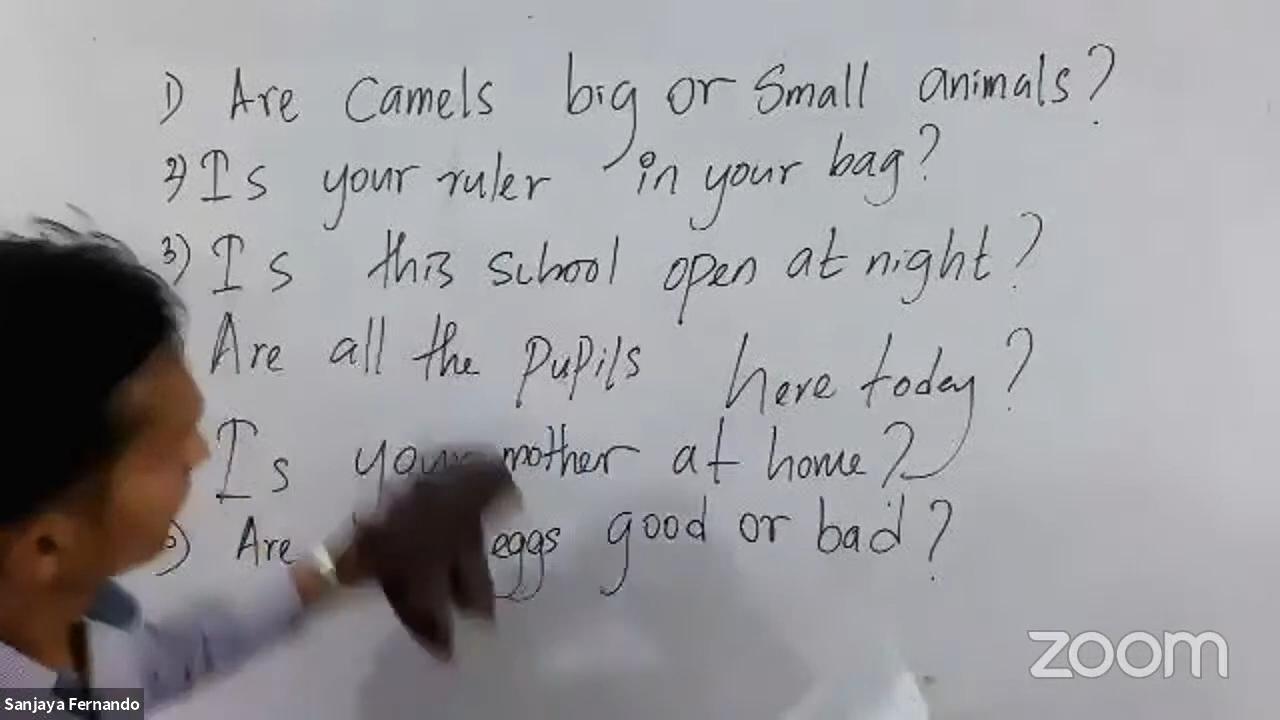 1) Are Camels big or Small animals?
2) Is your ruler in your bag?
3) Is this school open at night?
Are all the pupils here today?
Is your mother at home?
6) Are eggs good or bad?
zoom
Sanjaya Fernando